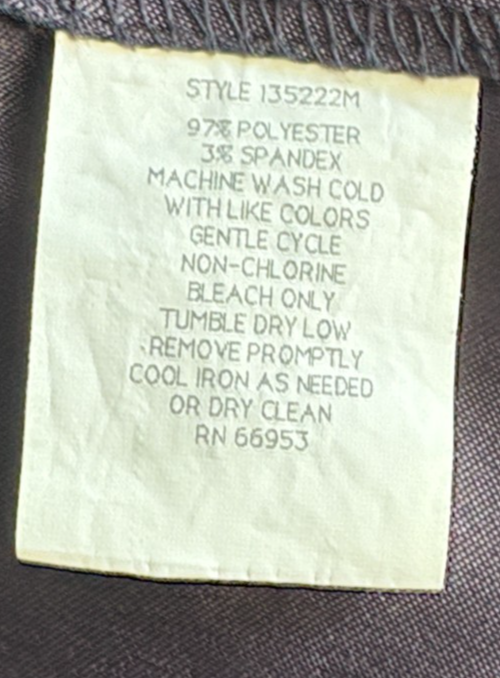 STYLE 135222M
97% POLYESTER
3% SPANDEX
MACHINE WASH COLD
WITH LIKE COLORS
GENTLE CYCLE
NON-CHLORINE
BLEACH ONLY
TUMBLE DRY LOW
REMOVE PROMPTLY
COOL IRON AS NEEDED
OR DRY CLEAN
RN 66953